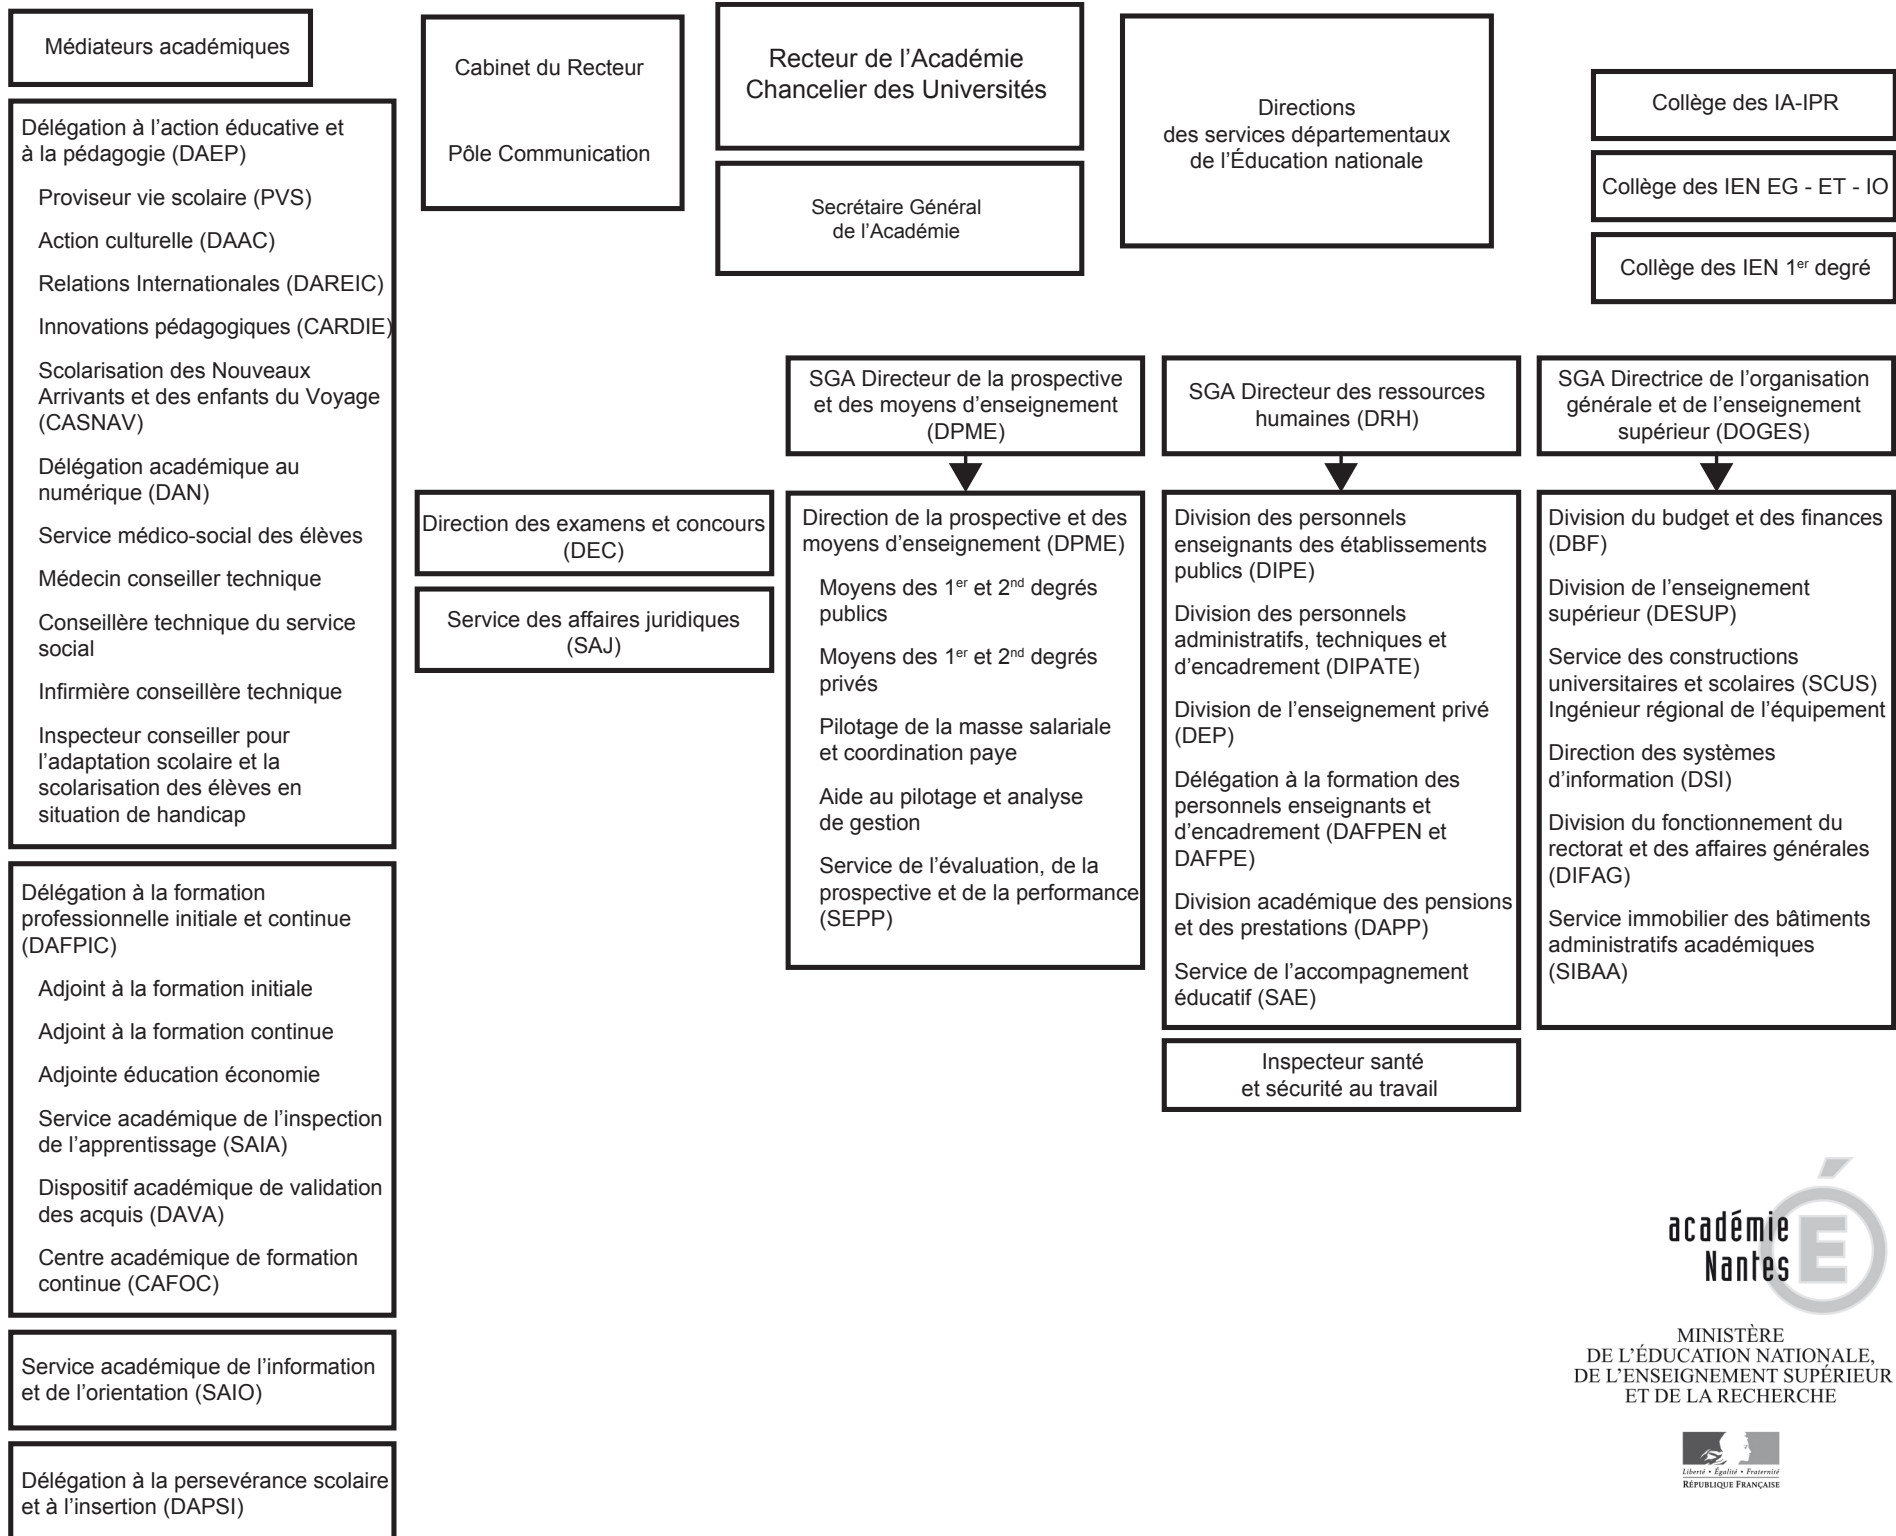 Médiateurs académiques
Délégation à l'action éducative et
à la pédagogie (DAEP)
Proviseur vie scolaire (PVS)
Action culturelle (DAAC)
Relations Internationales (DAREIC)
Innovations pédagogiques (CARDIE)
Scolarisation des Nouveaux
Arrivants et des enfants du Voyage
(CASNAV)
Délégation académique au
numérique (DAN)
Service médico-social des élèves
Médecin conseiller technique
Conseillère technique du service
social
Infirmière conseillère technique
Inspecteur conseiller pour
l'adaptation scolaire et la
scolarisation des élèves en
situation de handicap
Délégation à la formation
professionnelle initiale et continue
(DAFPIC)
Adjoint à la formation initiale
Adjoint à la formation continue
Adjointe éducation économie
Service académique de l'inspection
de l'apprentissage (SAIA)
Dispositif académique de validation
des acquis (DAVA)
Centre académique de formation
continue (CAFOC)
Service académique de l'information
et de l'orientation (SAIO)
Délégation à la persevérance scolaire
et à l'insertion (DAPSI)
Cabinet du Recteur
Pôle Communication
Recteur de l'Académie
Chancelier des Universités
Secrétaire Général
de l'Académie
Directions
des services départementaux
de l'Éducation nationale
Collège des IA-IPR
Collège des IEN EG - ET - IO
Collège des IEN 1er degré
Direction des examens et concours
(DEC)
Service des affaires juridiques
(SAJ)
SGA Directeur de la prospective
et des moyens d'enseignement
(DPME)
Direction de la prospective et des
moyens d'enseignement (DPME)
Moyens des 1er et 2nd degrés
publics
Moyens des 1er et 2nd degrés
privés
Pilotage de la masse salariale
et coordination paye
Aide au pilotage et analyse
de gestion
Service de l'évaluation, de la
prospective et de la performance
(SEPP)
SGA Directeur des ressources
humaines (DRH)
Division des personnels
enseignants des établissements
publics (DIPE)
Division des personnels
administratifs, techniques et
d'encadrement (DIPATE)
Division de l'enseignement privé
(DEP)
Délégation à la formation des
personnels enseignants et
d'encadrement (DAFPEN et
DAFPE)
Division académique des pensions
et des prestations (DAPP)
Service de l'accompagnement
éducatif (SAE)
Inspecteur santé
et sécurité au travail
SGA Directrice de l'organisation
générale et de l'enseignement
supérieur (DOGES)
Division du budget et des finances
(DBF)
Division de l'enseignement
supérieur (DESUP)
Service des constructions
universitaires et scolaires (SCUS)
Ingénieur régional de l'équipement
Direction des systèmes
d'information (DSI)
Division du fonctionnement du
rectorat et des affaires générales
(DIFAG)
Service immobilier des bâtiments
administratifs académiques
(SIBAA)
académie
Nantes
É
MINISTÈRE
DE L'ÉDUCATION NATIONALE,
DE L'ENSEIGNEMENT SUPÉRIEUR
ET DE LA RECHERCHE
Liberté • Égalité • Fraternité
RÉPUBLIQUE FRANÇAISE